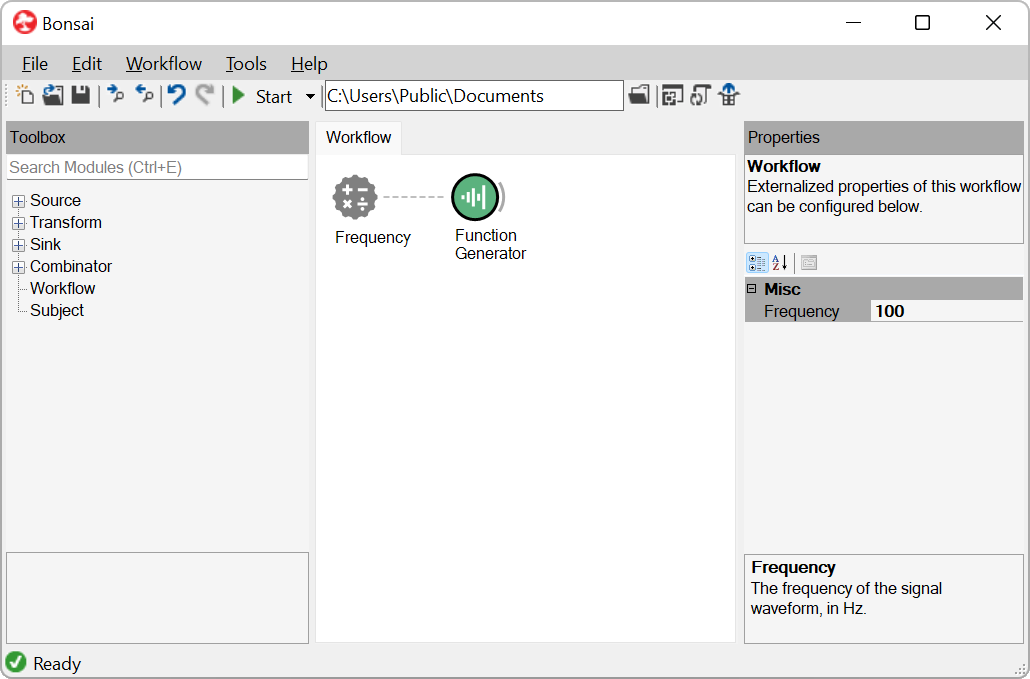 Bonsai
File Edit Workflow Tools Help
Start C:\Users\Public\Documents
Toolbox
Search Modules (Ctrl+E)
Source
Transform
Sink
Combinator
Workflow
Subject
Workflow
Frequency
Function
Generator
Properties
Workflow
Externalized properties of this workflow
can be configured below.
Misc
Frequency 100
Frequency
The frequency of the signal
waveform, in Hz.
Ready